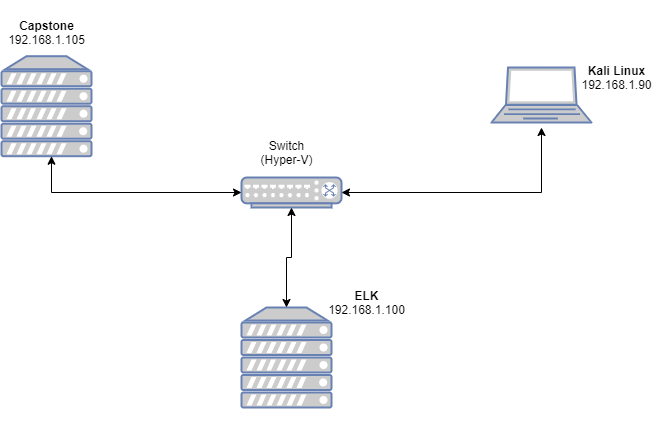 Capstone
192.168.1.105
Kali Linux
192.168.1.90
Switch
(Hyper-V)
ELK
192.168.1.100